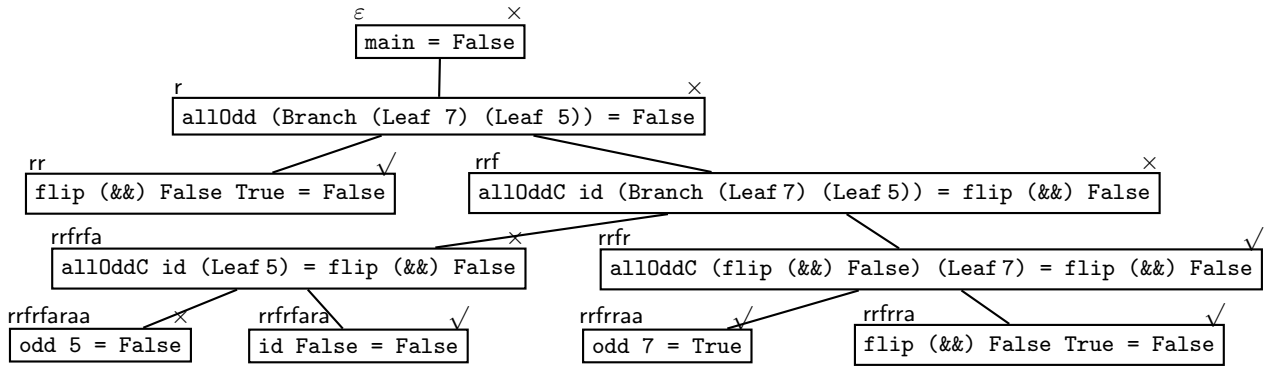 ε ×
main = False
r ×
allOdd (Branch (Leaf 7) (Leaf 5)) = False
rr √ rrf ×
flip (&&) False True = False allOddC id (Branch (Leaf 7) (Leaf 5)) = flip (&&) False
rrfrfa × rrfr √
allOddC id (Leaf 5) = flip (&&) False allOddC (flip (&&) False) (Leaf 7) = flip (&&) False
rrfrfaraa × rrfrfara √ rrfrraa √ rrfrra √
odd 5 = False id False = False odd 7 = True flip (&&) False True = False